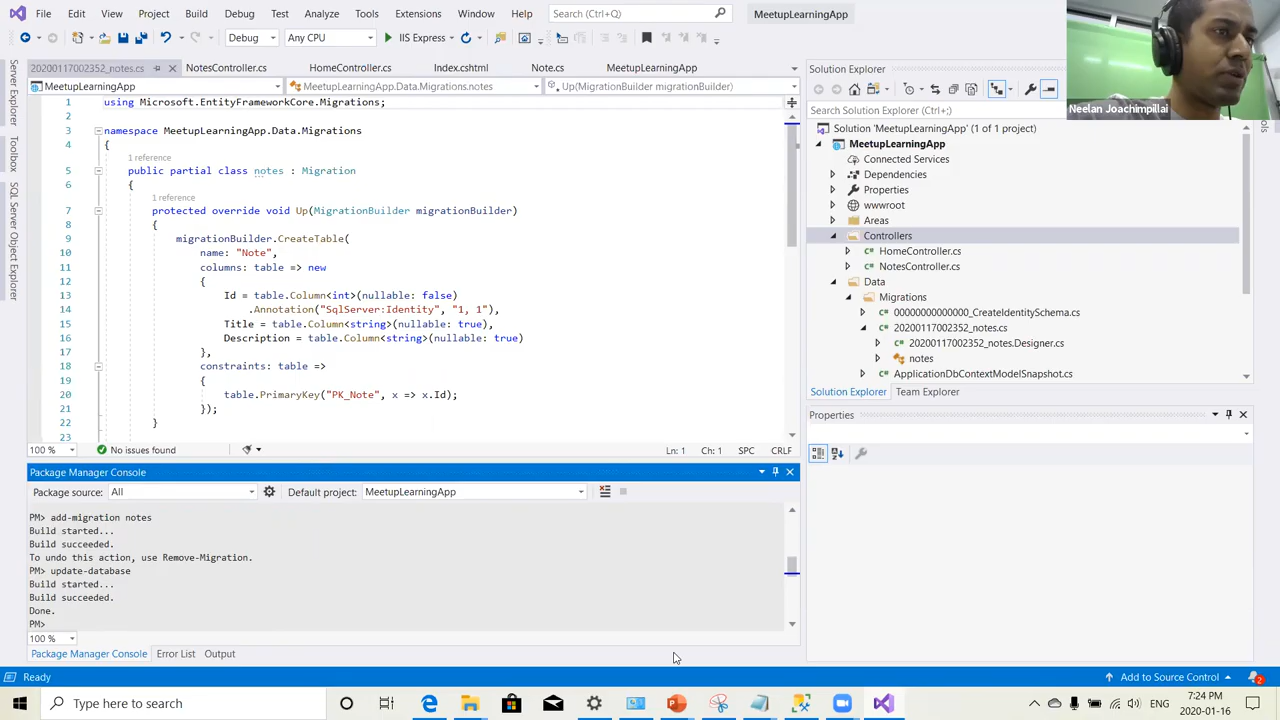 File Edit View Project Build Debug Test Analyze Tools Extensions Window Help Search (Ctrl+Q) MeetupLearningApp
Debug Any CPU IIS Express
20200117002352_notes.cs NotesController.cs HomeController.cs Index.cshtml Note.cs MeetupLearningApp
MeetupLearningApp MeetupLearningApp.Data.Migrations.notes Up(MigrationBuilder migrationBuilder)
1 using Microsoft.EntityFrameworkCore.Migrations;
2
3 namespace MeetupLearningApp.Data.Migrations
4 {
1 reference
5 public partial class notes : Migration
6 {
1 reference
7 protected override void Up(MigrationBuilder migrationBuilder)
8 {
9 migrationBuilder.CreateTable(
10 name: "Note",
11 columns: table => new
12 {
13 Id = table.Column<int>(nullable: false)
14 .Annotation("SqlServer:Identity", "1, 1"),
15 Title = table.Column<string>(nullable: true),
16 Description = table.Column<string>(nullable: true)
17 },
18 constraints: table =>
19 {
20 table.PrimaryKey("PK_Note", x => x.Id);
21 });
22 }
23
100 % No issues found Ln: 1 Ch: 1 SPC CRLF
Package Manager Console
Package source: All Default project: MeetupLearningApp
PM> add-migration notes
Build started...
Build succeeded.
To undo this action, use Remove-Migration.
PM> update-database
Build started...
Build succeeded.
Done.
PM>
100 %
Package Manager Console Error List Output
Server Explorer
Toolbox
SQL Server Object Explorer
Solution Explorer
Search Solution Explorer (Ctrl+;)
Solution 'MeetupLearningApp' (1 of 1 project)
MeetupLearningApp
Connected Services
Dependencies
Properties
wwwroot
Areas
Controllers
HomeController.cs
NotesController.cs
Data
Migrations
00000000000000_CreateIdentitySchema.cs
20200117002352_notes.cs
20200117002352_notes.Designer.cs
notes
ApplicationDbContextModelSnapshot.cs
Solution Explorer Team Explorer
Properties
Neelan Joachimpillai
Ready Add to Source Control 2
Type here to search
7:24 PM
2020-01-16